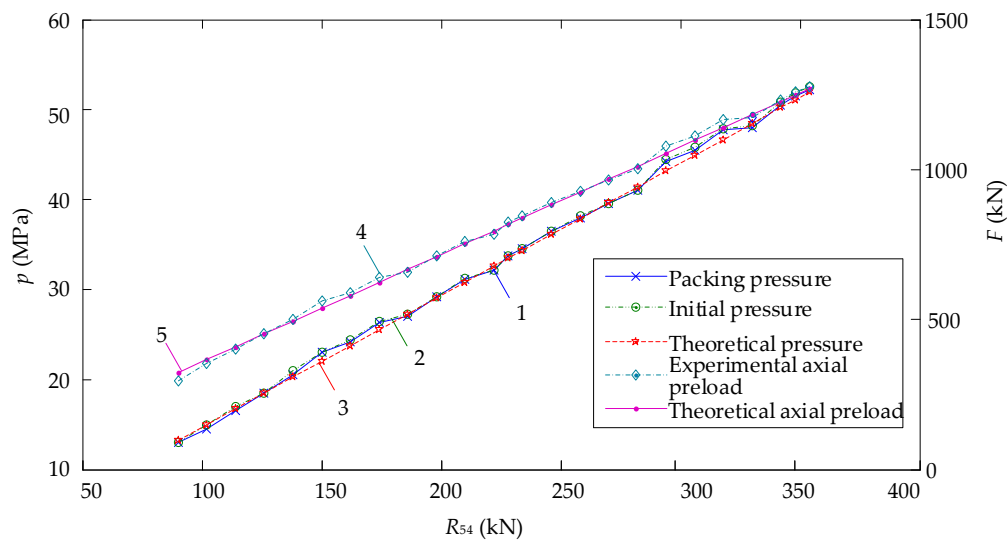 60
1500
50
1000
40
4
p (MPa)
F (kN)
30
Packing pressure
5
1
Initial pressure
500
2
Theoretical pressure
20
Experimental axial
preload
3
Theoretical axial preload
10
0
50
100
150
200
250
300
350
400
R54 (kN)